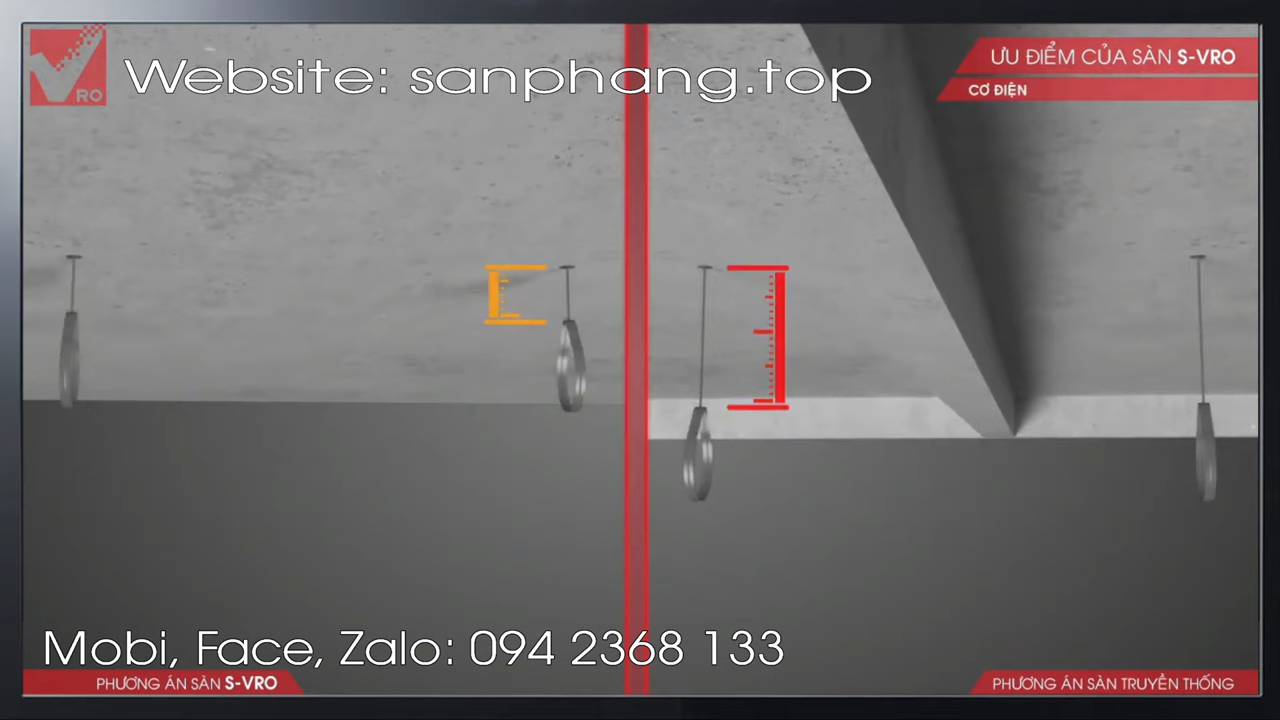 RO
Website: sanphang.top
ƯU ĐIỂM CỦA SÀN S-VRO
CƠ ĐIỆN
Mobi, Face, Zalo: 094 2368 133
PHƯƠNG ÁN SÀN S-VRO
PHƯƠNG ÁN SÀN TRUYỀN THỐNG